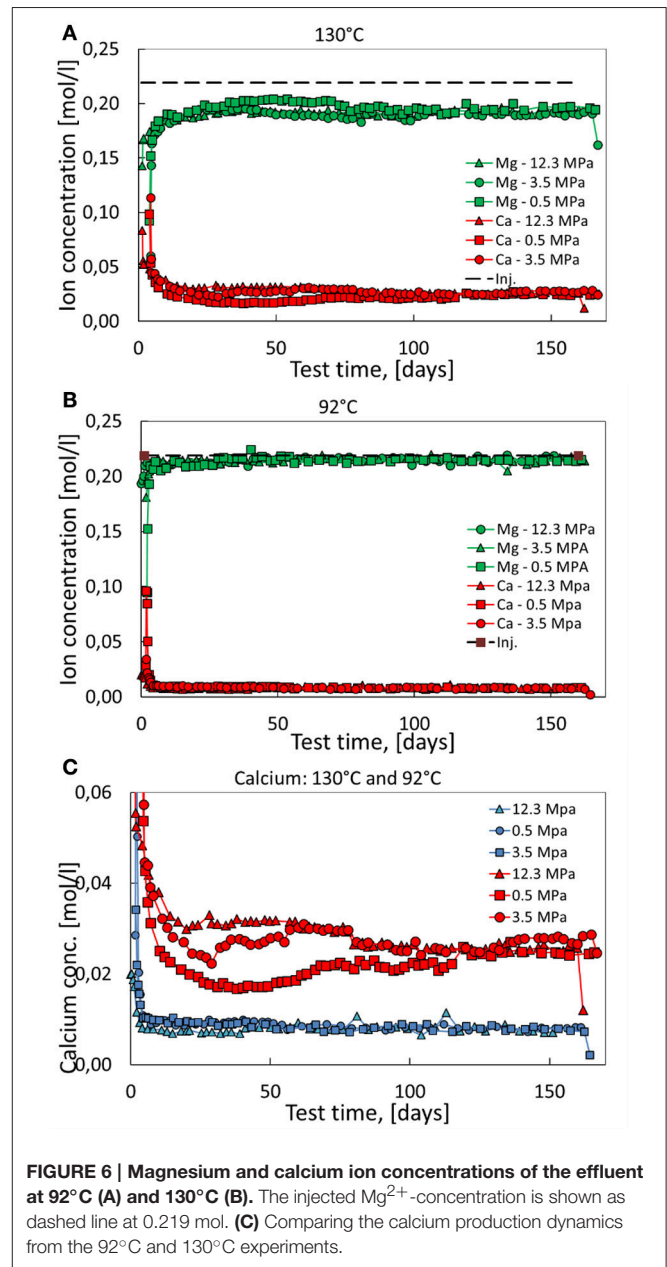 A
130°C
0,25
0,20
0,15
0,10
0,05
0,00
Ion concentration [mol/l]
Mg - 12.3 MPa
Mg - 3.5 MPa
Mg - 0.5 MPa
Ca - 12.3 MPa
Ca - 0.5 MPa
Ca - 3.5 MPa
Inj.
0 50 100 150
Test time, [days]
B
92°C
0,25
0,20
0,15
0,10
0,05
0,00
Ion concentration [mol/l]
Mg - 12.3 MPa
Mg - 3.5 MPA
Mg - 0.5 MPA
Ca - 12.3 Mpa
Ca - 0.5 Mpa
Ca - 3.5 Mpa
Inj.
0 50 100 150
Test time, [days]
C
Calcium: 130°C and 92°C
0,06
0,04
0,02
0,00
Calcium conc. [mol/l]
12.3 Mpa
0.5 Mpa
3.5 Mpa
12.3 Mpa
0.5 MPa
3.5 MPa
0 50 100 150
Test time, [days]
FIGURE 6 | Magnesium and calcium ion concentrations of the effluent
at 92°C (A) and 130°C (B). The injected Mg²⁺-concentration is shown as
dashed line at 0.219 mol. (C) Comparing the calcium production dynamics
from the 92°C and 130°C experiments.